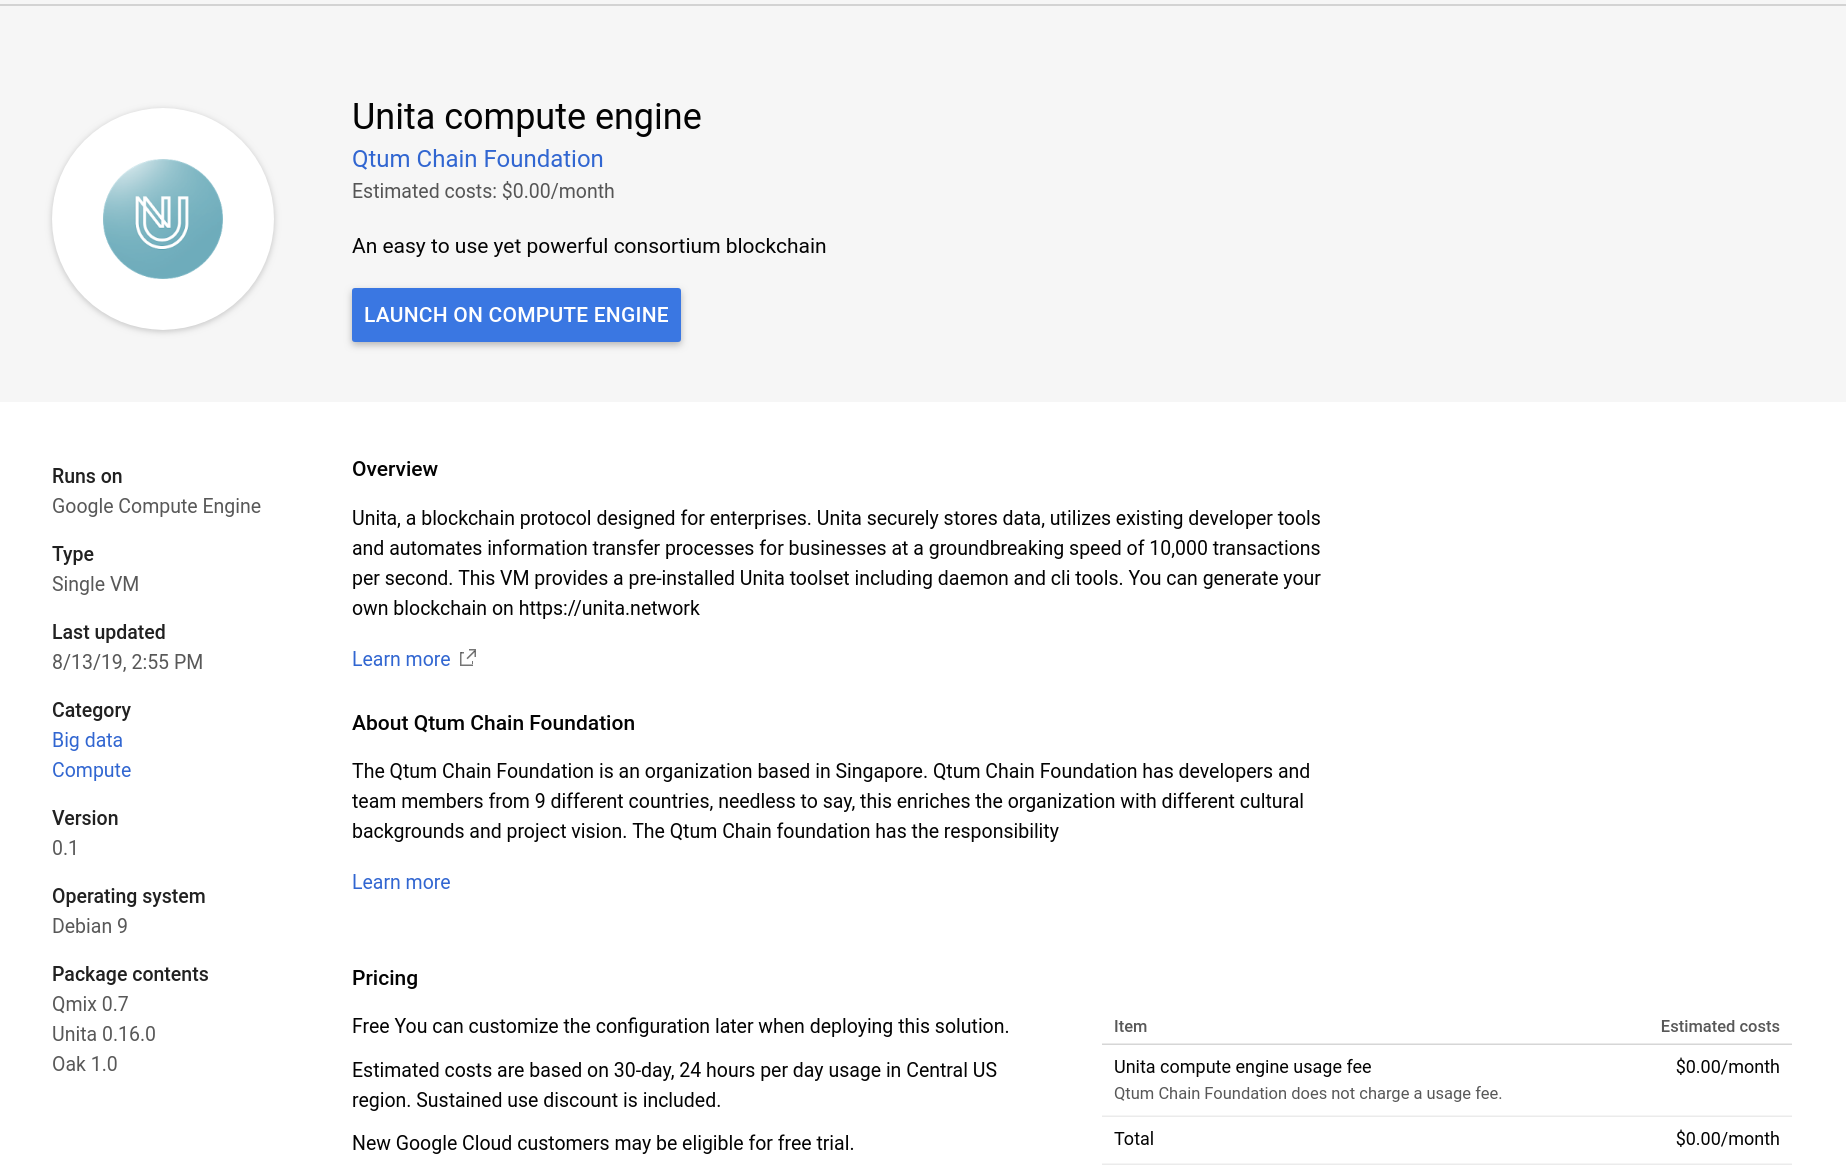 Unita compute engine
Qtum Chain Foundation
Estimated costs: $0.00/month
An easy to use yet powerful consortium blockchain
LAUNCH ON COMPUTE ENGINE
Runs on
Google Compute Engine
Type
Single VM
Last updated
8/13/19, 2:55 PM
Category
Big data
Compute
Version
0.1
Operating system
Debian 9
Package contents
Qmix 0.7
Unita 0.16.0
Oak 1.0
Overview
Unita, a blockchain protocol designed for enterprises. Unita securely stores data, utilizes existing developer tools
and automates information transfer processes for businesses at a groundbreaking speed of 10,000 transactions
per second. This VM provides a pre-installed Unita toolset including daemon and cli tools. You can generate your
own blockchain on https://unita.network
Learn more
About Qtum Chain Foundation
The Qtum Chain Foundation is an organization based in Singapore. Qtum Chain Foundation has developers and
team members from 9 different countries, needless to say, this enriches the organization with different cultural
backgrounds and project vision. The Qtum Chain foundation has the responsibility
Learn more
Pricing
Free You can customize the configuration later when deploying this solution.
Estimated costs are based on 30-day, 24 hours per day usage in Central US
region. Sustained use discount is included.
New Google Cloud customers may be eligible for free trial.
Item Estimated costs
Unita compute engine usage fee $0.00/month
Qtum Chain Foundation does not charge a usage fee.
Total $0.00/month